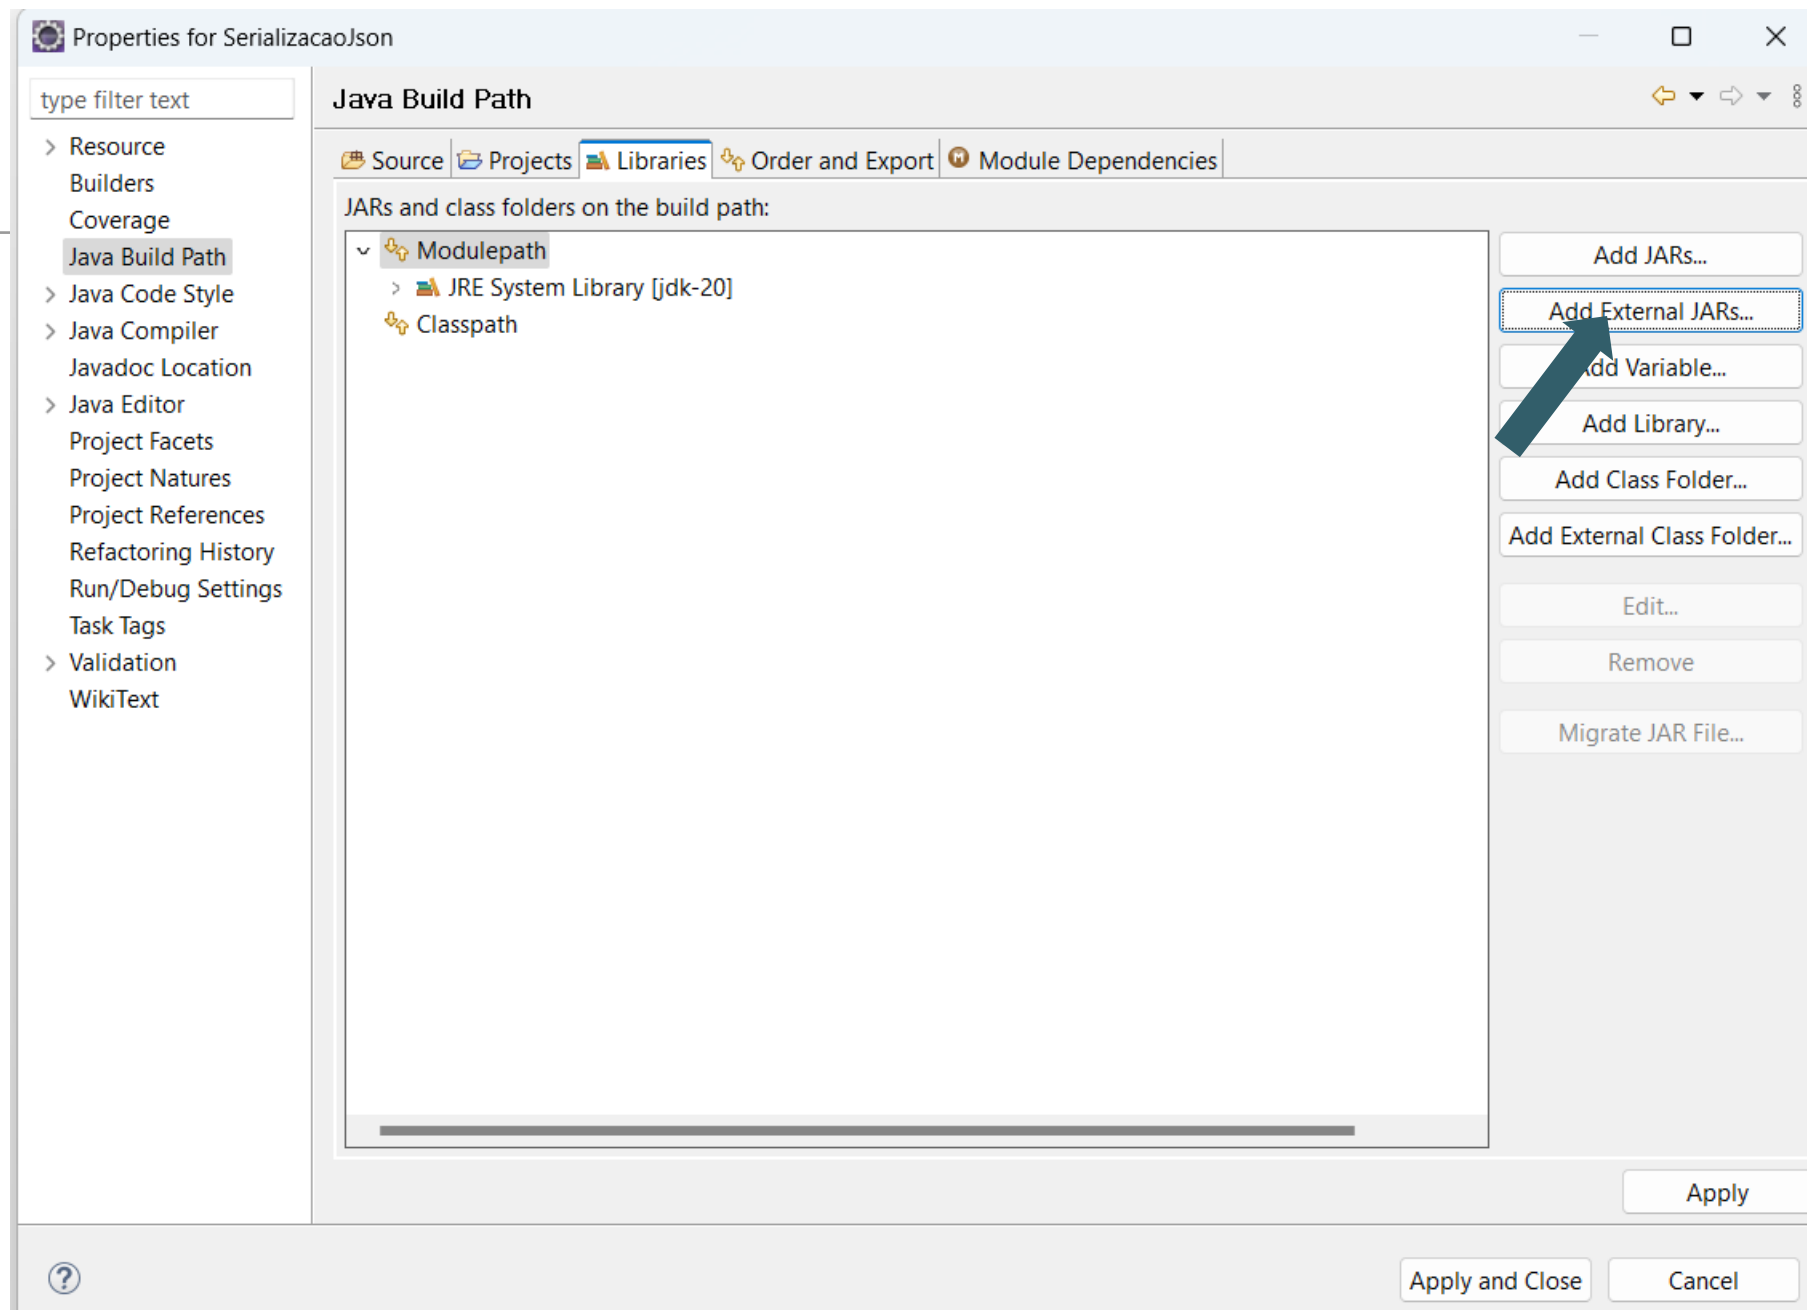 Properties for SerializacaoJson
type filter text
Java Build Path
Resource
Builders
Coverage
Java Build Path
Java Code Style
Java Compiler
Javadoc Location
Java Editor
Project Facets
Project Natures
Project References
Refactoring History
Run/Debug Settings
Task Tags
Validation
WikiText
Source Projects Libraries Order and Export Module Dependencies
JARs and class folders on the build path:
Modulepath
JRE System Library [jdk-20]
Classpath
Add JARs...
Add External JARs...
Add Variable...
Add Library...
Add Class Folder...
Add External Class Folder...
Edit...
Remove
Migrate JAR File...
Apply
Apply and Close Cancel